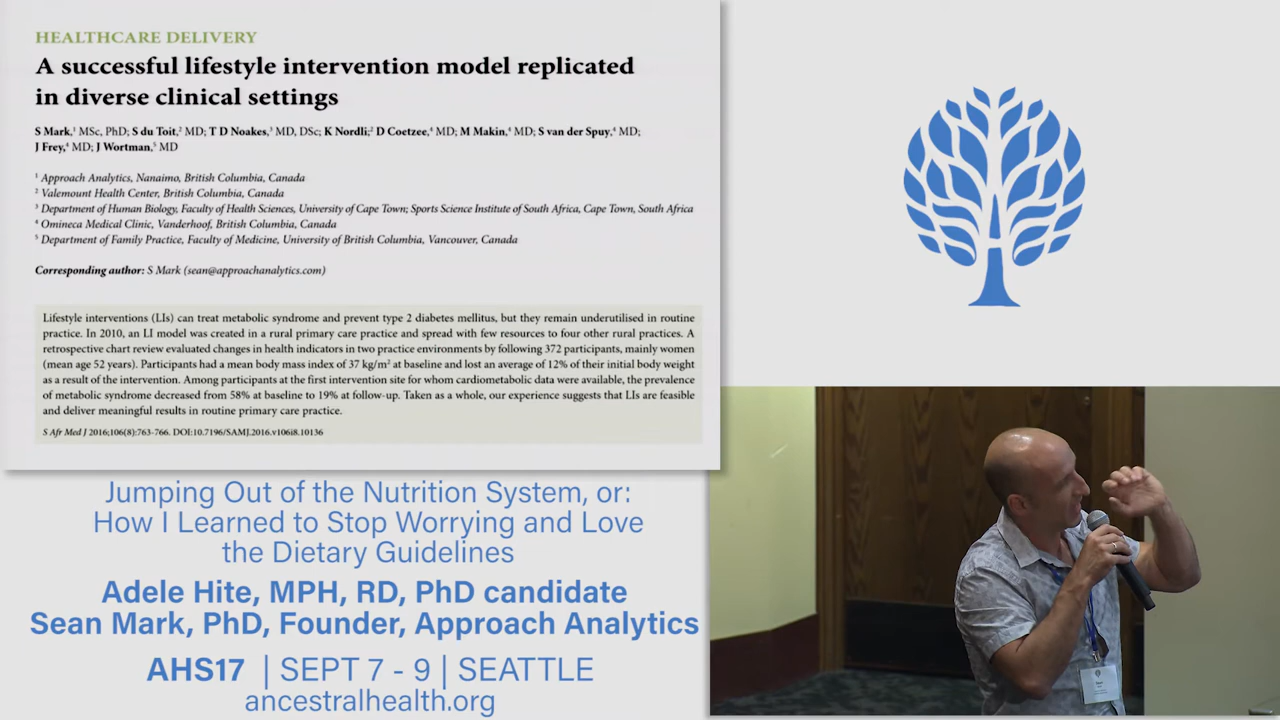 HEALTHCARE DELIVERY
A successful lifestyle intervention model replicated
in diverse clinical settings
S Mark,¹ MSc, PhD; S du Toit,² MD; T D Noakes,³ MD, DSc; K Nordli;² D Coetzee,⁴ MD; M Makin,⁴ MD; S van der Spuy,⁴ MD;
J Frey,⁴ MD; J Wortman,⁵ MD
¹ Approach Analytics, Nanaimo, British Columbia, Canada
² Valemount Health Center, British Columbia, Canada
³ Department of Human Biology, Faculty of Health Sciences, University of Cape Town; Sports Science Institute of South Africa, Cape Town, South Africa
⁴ Omineca Medical Clinic, Vanderhoof, British Columbia, Canada
⁵ Department of Family Practice, Faculty of Medicine, University of British Columbia, Vancouver, Canada
Corresponding author: S Mark (sean@approachanalytics.com)
Lifestyle interventions (LIs) can treat metabolic syndrome and prevent type 2 diabetes mellitus, but they remain underutilised in routine
practice. In 2010, an LI model was created in a rural primary care practice and spread with few resources to four other rural practices. A
retrospective chart review evaluated changes in health indicators in two practice environments by following 372 participants, mainly women
(mean age 52 years). Participants had a mean body mass index of 37 kg/m² at baseline and lost an average of 12% of their initial body weight
as a result of the intervention. Among participants at the first intervention site for whom cardiometabolic data were available, the prevalence
of metabolic syndrome decreased from 58% at baseline to 19% at follow-up. Taken as a whole, our experience suggests that LIs are feasible
and deliver meaningful results in routine primary care practice.
S Afr Med J 2016;106(8):763-766. DOI:10.7196/SAMJ.2016.v106i8.10136
Jumping Out of the Nutrition System, or:
How I Learned to Stop Worrying and Love
the Dietary Guidelines
Adele Hite, MPH, RD, PhD candidate
Sean Mark, PhD, Founder, Approach Analytics
AHS17 | SEPT 7 - 9 | SEATTLE
ancestralhealth.org